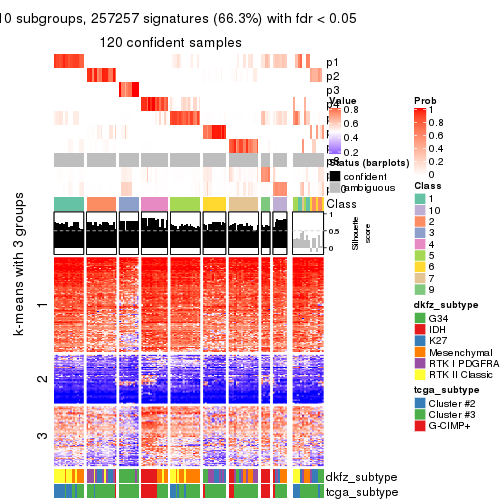 10 subgroups, 257257 signatures (66.3%) with fdr < 0.05
120 confident samples
p1
p2
p3
Class
Value
0.8
0.6
0.4
0.2
Status (barplots)
confident
ambiguous
Prob
1
0.8
0.6
0.4
0.2
0
Class
1
10
2
3
4
5
6
7
9
dkfz_subtype
G34
IDH
K27
Mesenchymal
RTK I PDGFRA
RTK II Classic
tcga_subtype
Cluster #2
Cluster #3
G-CIMP+
1
0.5
0
Silhouette
score
k-means with 3 groups
1
2
3
dkfz_subtype
tcga_subtype